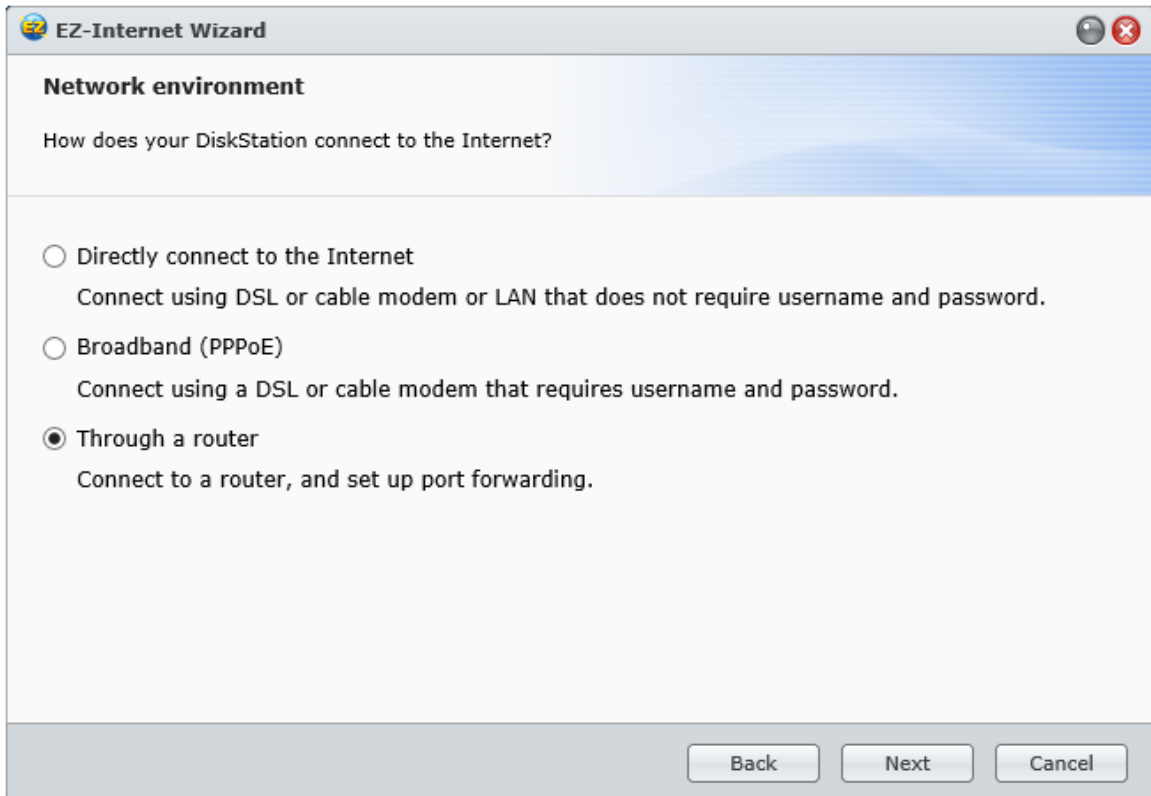 EZ EZ-Internet Wizard
Network environment
How does your DiskStation connect to the Internet?
Directly connect to the Internet
Connect using DSL or cable modem or LAN that does not require username and password.
Broadband (PPPoE)
Connect using a DSL or cable modem that requires username and password.
Through a router
Connect to a router, and set up port forwarding.
Back Next Cancel